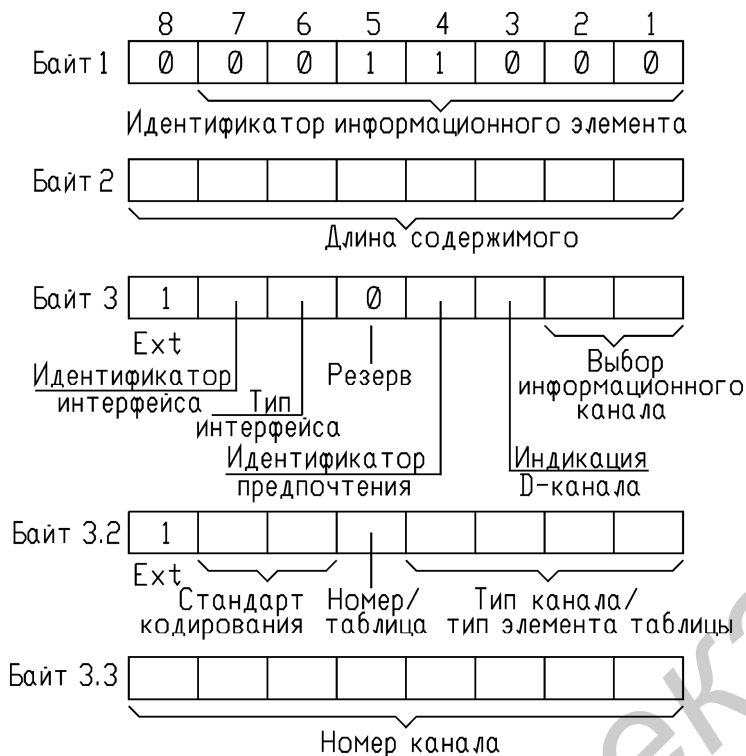 8 7 6 5 4 3 2 1
Байт 1 0 0 0 1 1 0 0 0
Идентификатор информационного элемента
Байт 2
Длина содержимого
Байт 3 1 0
Ext
Идентификатор
интерфейса
Тип
интерфейса
Резерв
Идентификатор
предпочтения
Индикация
D-канала
Выбор
информационного
канала
Байт 3.2 1
Ext
Стандарт
кодирования
Номер/
таблица
Тип канала/
тип элемента таблицы
Байт 3.3
Номер канала